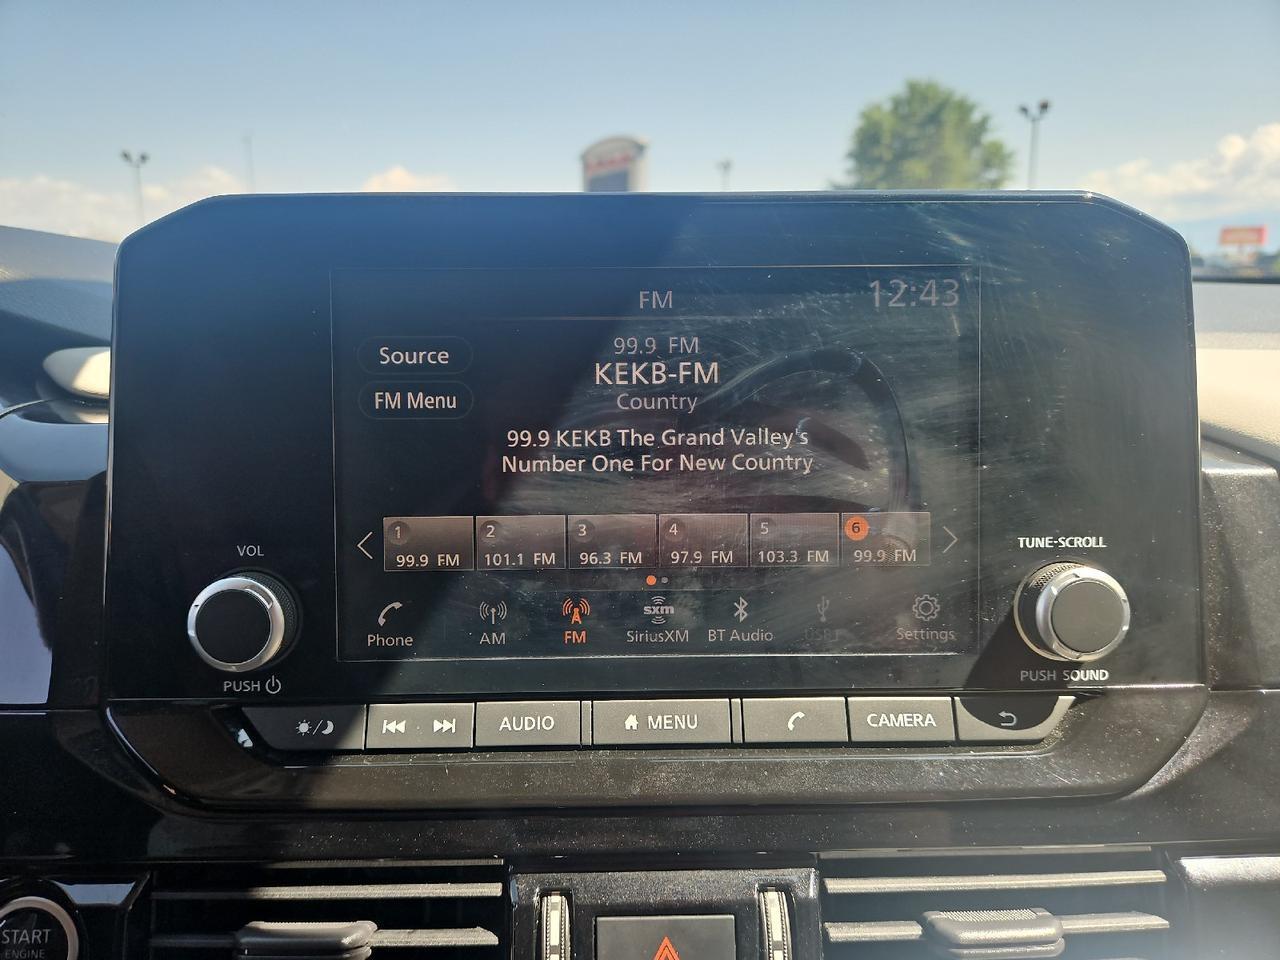 FM
12:43
Source
FM Menu
99.9 FM
KEKB-FM
Country
99.9 KEKB The Grand Valley's
Number One For New Country
1 2 3 4 5 6
99.9 FM 101.1 FM 96.3 FM 97.9 FM 103.3 FM 99.9 FM
VOL
TUNE-SCROLL
sxm
Phone AM FM SiriusXM BT Audio Settings
PUSH
PUSH SOUND
AUDIO MENU CAMERA
START
ENGINE